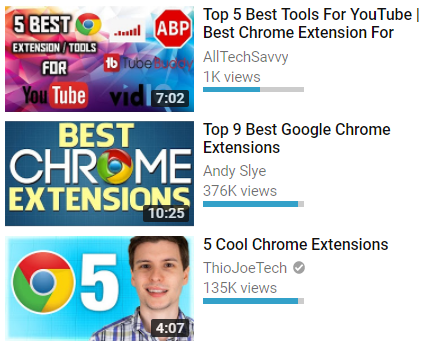 5 BEST
EXTENSION / TOOLS
FOR
YouTube
ABP
tb TubeBuddy
vid
7:02
Top 5 Best Tools For YouTube |
Best Chrome Extension For
AllTechSavvy
1K views
BEST
CHROME
EXTENSIONS
10:25
Top 9 Best Google Chrome
Extensions
Andy Slye
376K views
5
4:07
5 Cool Chrome Extensions
ThioJoeTech
135K views